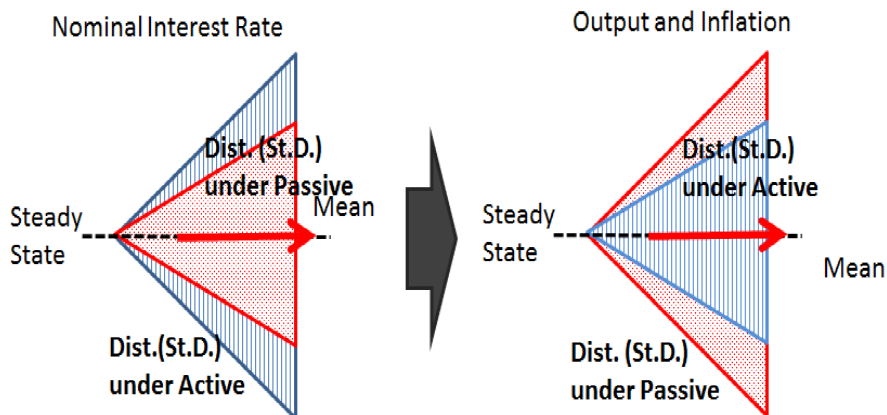 Nominal Interest Rate
Dist. (St.D.)
under Passive
Mean
Steady
State
Dist.(St.D.)
under Active
Output and Inflation
Dist.(St.D.)
under Active
Steady
State
Mean
Dist. (St.D.)
under Passive